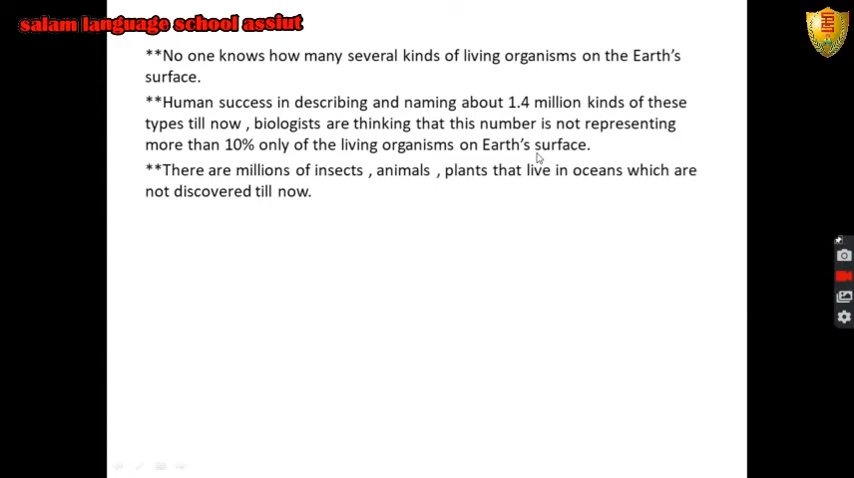 salam language school assiut
**No one knows how many several kinds of living organisms on the Earth's
surface.
**Human success in describing and naming about 1.4 million kinds of these
types till now , biologists are thinking that this number is not representing
more than 10% only of the living organisms on Earth's surface.
**There are millions of insects , animals , plants that live in oceans which are
not discovered till now.